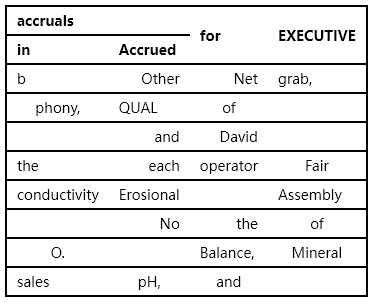 accruals for EXECUTIVE
in Accrued
b Other Net grab,
phony, QUAL of
and David
the each operator Fair
conductivity Erosional Assembly
No the of
O. Balance, Mineral
sales pH, and